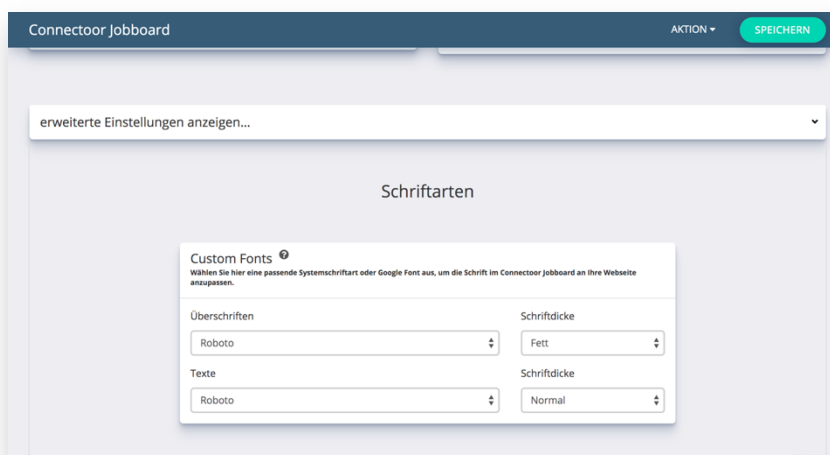 Connectoor Jobboard
AKTION
SPEICHERN
erweiterte Einstellungen anzeigen...
Schriftarten
Custom Fonts ?
Wählen Sie hier eine passende Systemschriftart oder Google Font aus, um die Schrift im Connectoor Jobboard an Ihre Webseite
anzupassen.
Überschriften
Schriftdicke
Roboto
Fett
Texte
Schriftdicke
Roboto
Normal